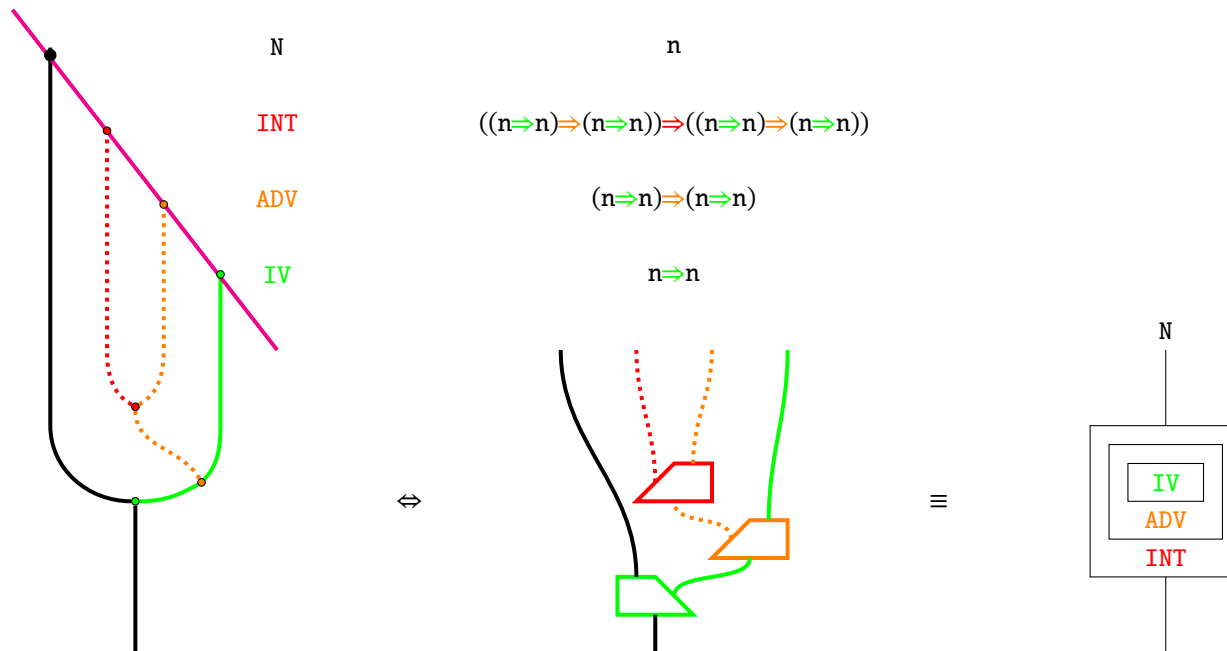 N n
INT ((n⇒n)⇒(n⇒n))⇒((n⇒n)⇒(n⇒n))
ADV (n⇒n)⇒(n⇒n)
IV n⇒n
N
IV
⇔ ≡
ADV
INT